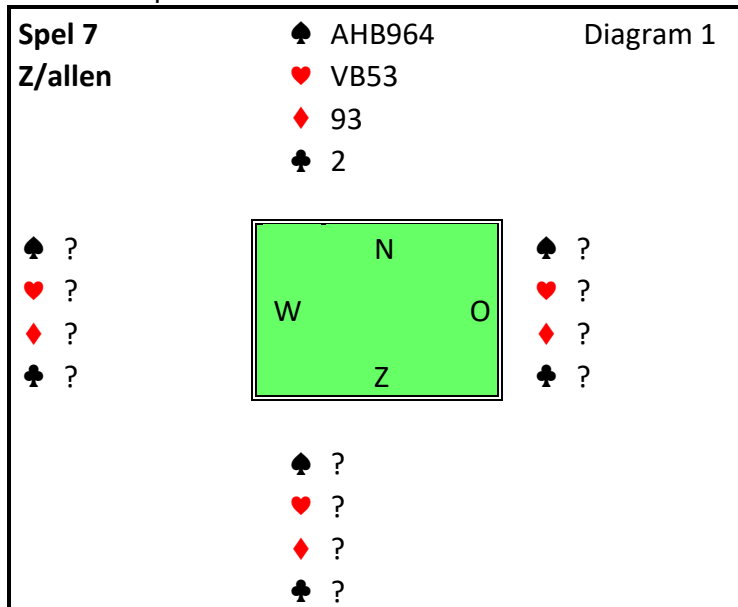 Spel 7 ♠ AHB964 Diagram 1
Z/allen ♥ VB53
♦ 93
♣ 2
♠ ? N ♠ ?
♥ ? ♥ ?
W O
♦ ? ♦ ?
♣ ? Z ♣ ?
♠ ?
♥ ?
♦ ?
♣ ?